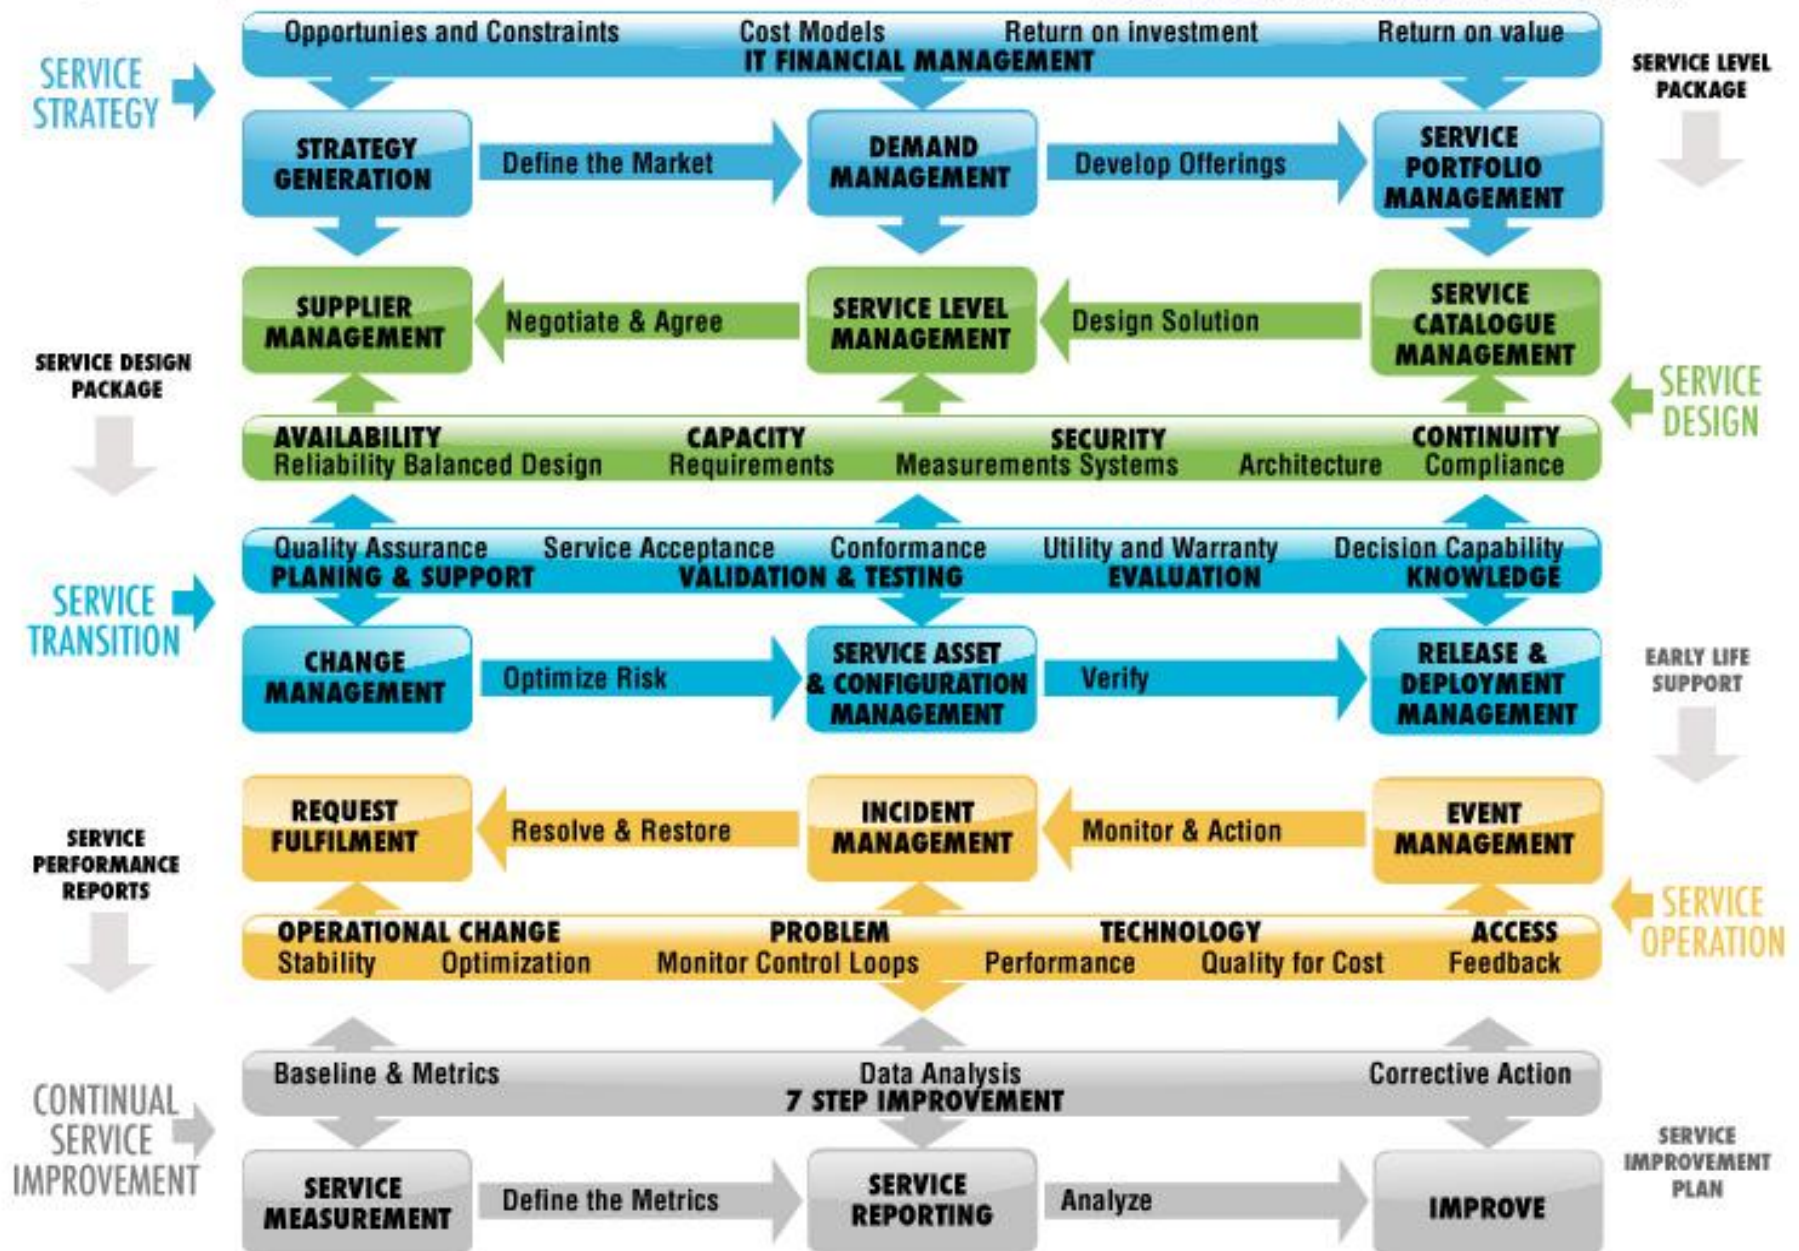 Opportunies and Constraints Cost Models Return on investment Return on value
IT FINANCIAL MANAGEMENT
SERVICE
STRATEGY
SERVICE LEVEL
PACKAGE
STRATEGY
GENERATION
Define the Market
DEMAND
MANAGEMENT
Develop Offerings
SERVICE
PORTFOLIO
MANAGEMENT
SUPPLIER
MANAGEMENT
Negotiate & Agree
SERVICE LEVEL
MANAGEMENT
Design Solution
SERVICE
CATALOGUE
MANAGEMENT
SERVICE DESIGN
PACKAGE
SERVICE
DESIGN
AVAILABILITY CAPACITY SECURITY CONTINUITY
Reliability Balanced Design Requirements Measurements Systems Architecture Compliance
Quality Assurance Service Acceptance Conformance Utility and Warranty Decision Capability
PLANING & SUPPORT VALIDATION & TESTING EVALUATION KNOWLEDGE
SERVICE
TRANSITION
CHANGE
MANAGEMENT
Optimize Risk
SERVICE ASSET
& CONFIGURATION
MANAGEMENT
Verify
RELEASE &
DEPLOYMENT
MANAGEMENT
EARLY LIFE
SUPPORT
REQUEST
FULFILMENT
Resolve & Restore
INCIDENT
MANAGEMENT
Monitor & Action
EVENT
MANAGEMENT
SERVICE
PERFORMANCE
REPORTS
SERVICE
OPERATION
OPERATIONAL CHANGE PROBLEM TECHNOLOGY ACCESS
Stability Optimization Monitor Control Loops Performance Quality for Cost Feedback
Baseline & Metrics Data Analysis Corrective Action
7 STEP IMPROVEMENT
CONTINUAL
SERVICE
IMPROVEMENT
SERVICE
MEASUREMENT
Define the Metrics
SERVICE
REPORTING
Analyze
IMPROVE
SERVICE
IMPROVEMENT
PLAN